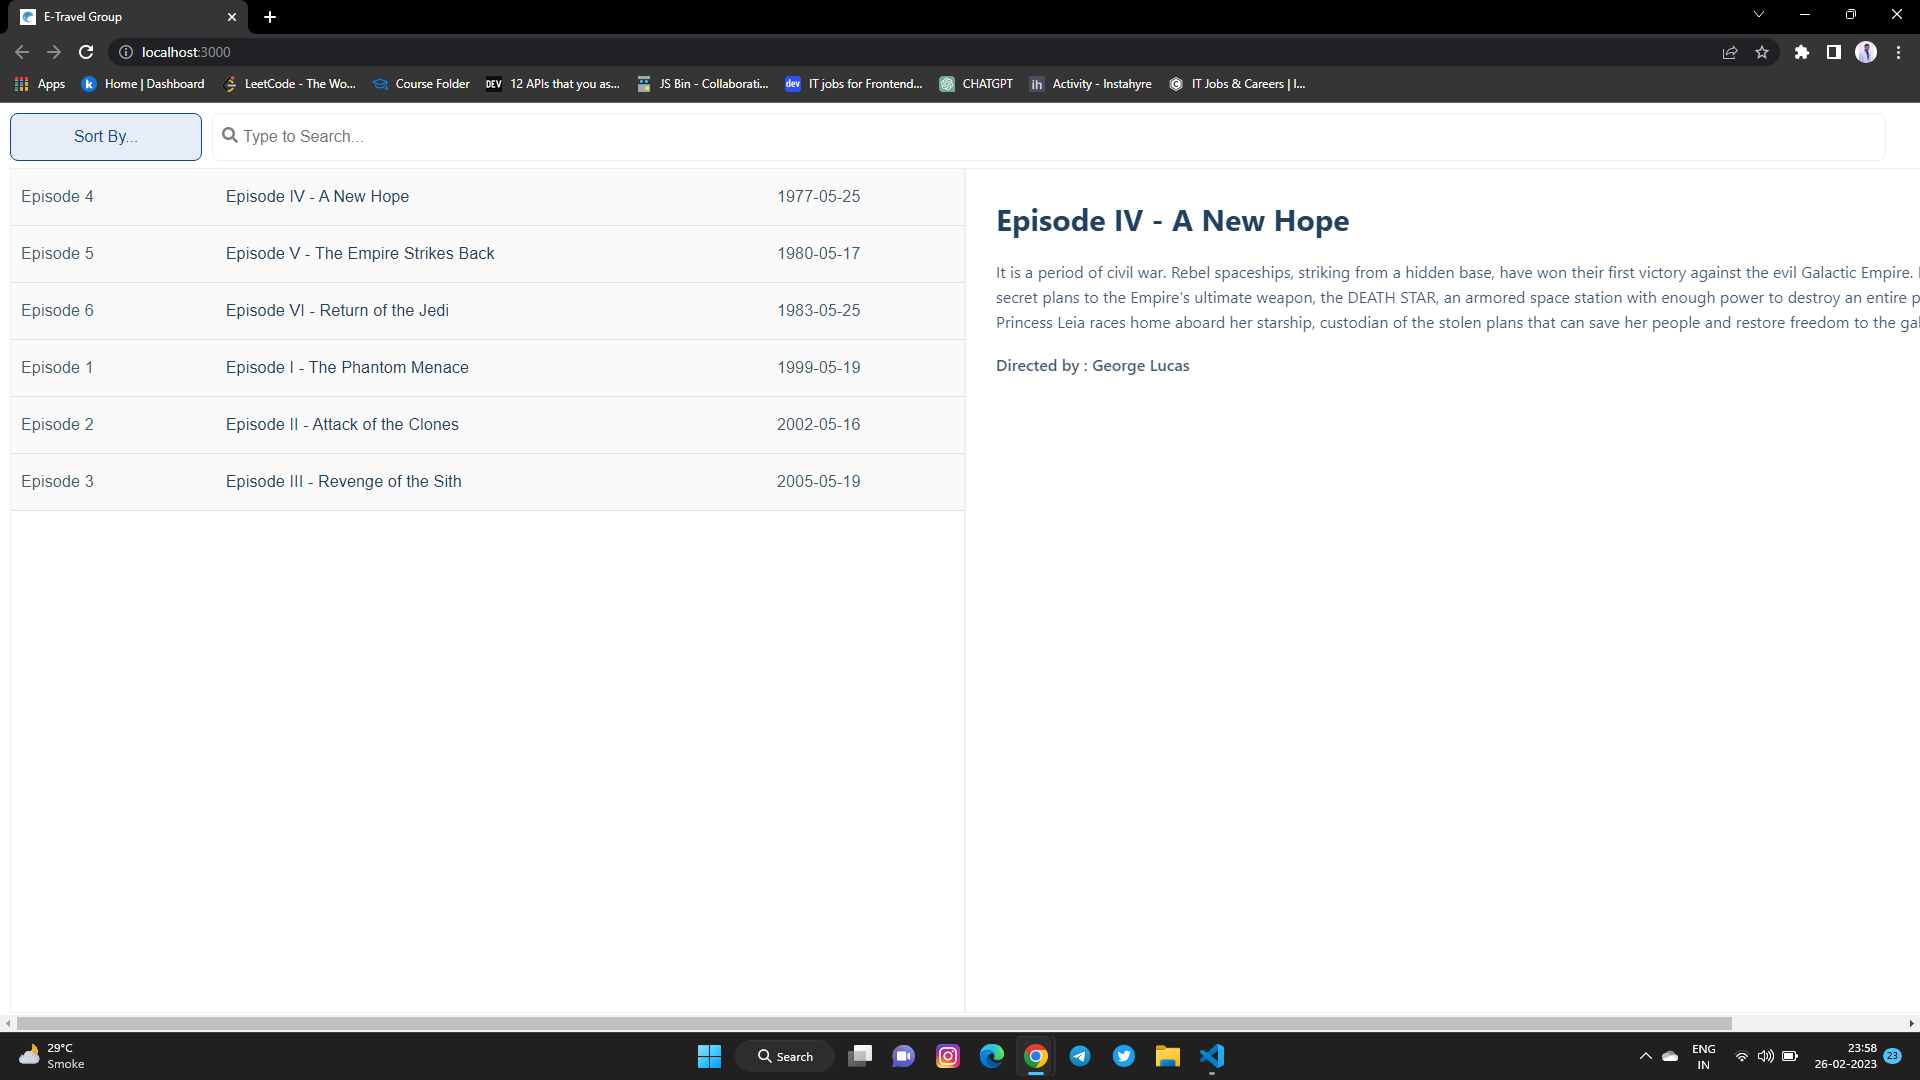 E-Travel Group
localhost:3000
Apps
Home | Dashboard
LeetCode - The Wo...
Course Folder
DEV 12 APIs that you as...
JS Bin - Collaborati...
dev IT jobs for Frontend...
CHATGPT
ih Activity - Instahyre
IT Jobs & Careers | I...
Sort By...
Type to Search...
Episode 4 Episode IV - A New Hope 1977-05-25
Episode 5 Episode V - The Empire Strikes Back 1980-05-17
Episode 6 Episode VI - Return of the Jedi 1983-05-25
Episode 1 Episode I - The Phantom Menace 1999-05-19
Episode 2 Episode II - Attack of the Clones 2002-05-16
Episode 3 Episode III - Revenge of the Sith 2005-05-19
Episode IV - A New Hope
It is a period of civil war. Rebel spaceships, striking from a hidden base, have won their first victory against the evil Galactic Empire.
secret plans to the Empire's ultimate weapon, the DEATH STAR, an armored space station with enough power to destroy an entire p
Princess Leia races home aboard her starship, custodian of the stolen plans that can save her people and restore freedom to the gal
Directed by : George Lucas
29°C
Smoke
Search
ENG
IN
23:58
26-02-2023
23